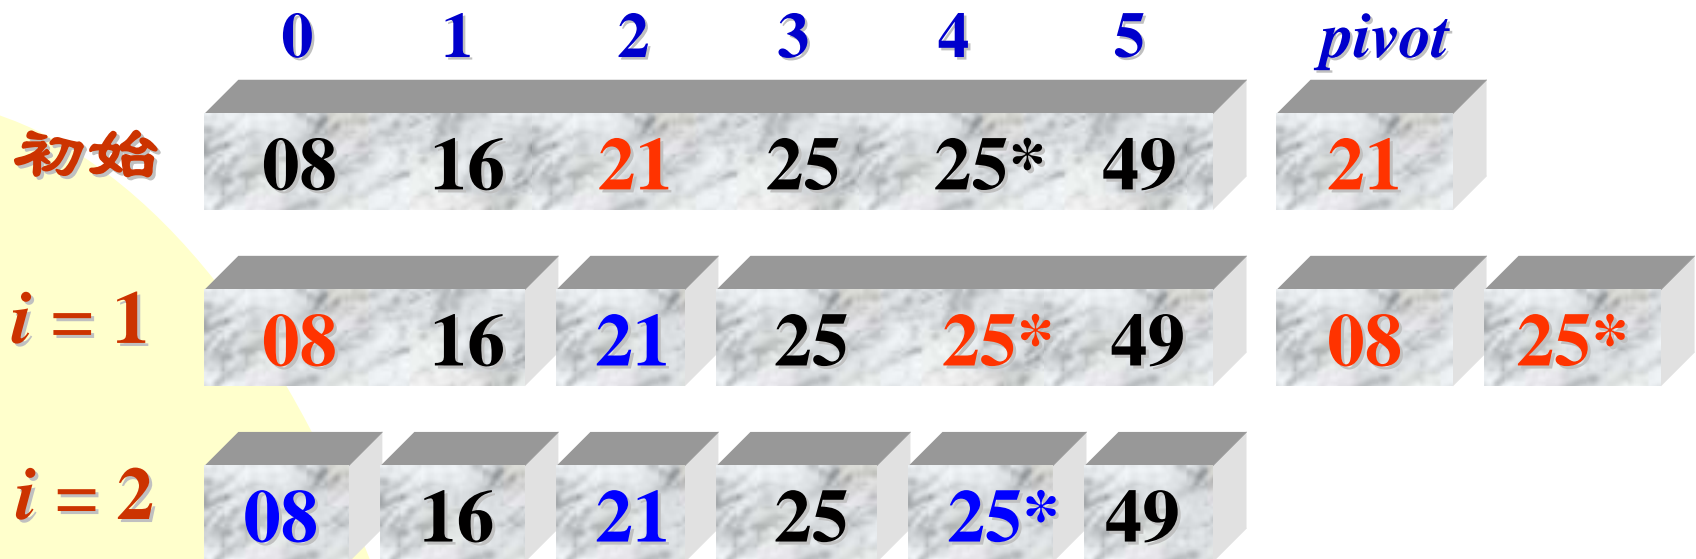 0 1 2 3 4 5 pivot
初始 08 16 21 25 25* 49 21
i = 1 08 16 21 25 25* 49 08 25*
i = 2 08 16 21 25 25* 49